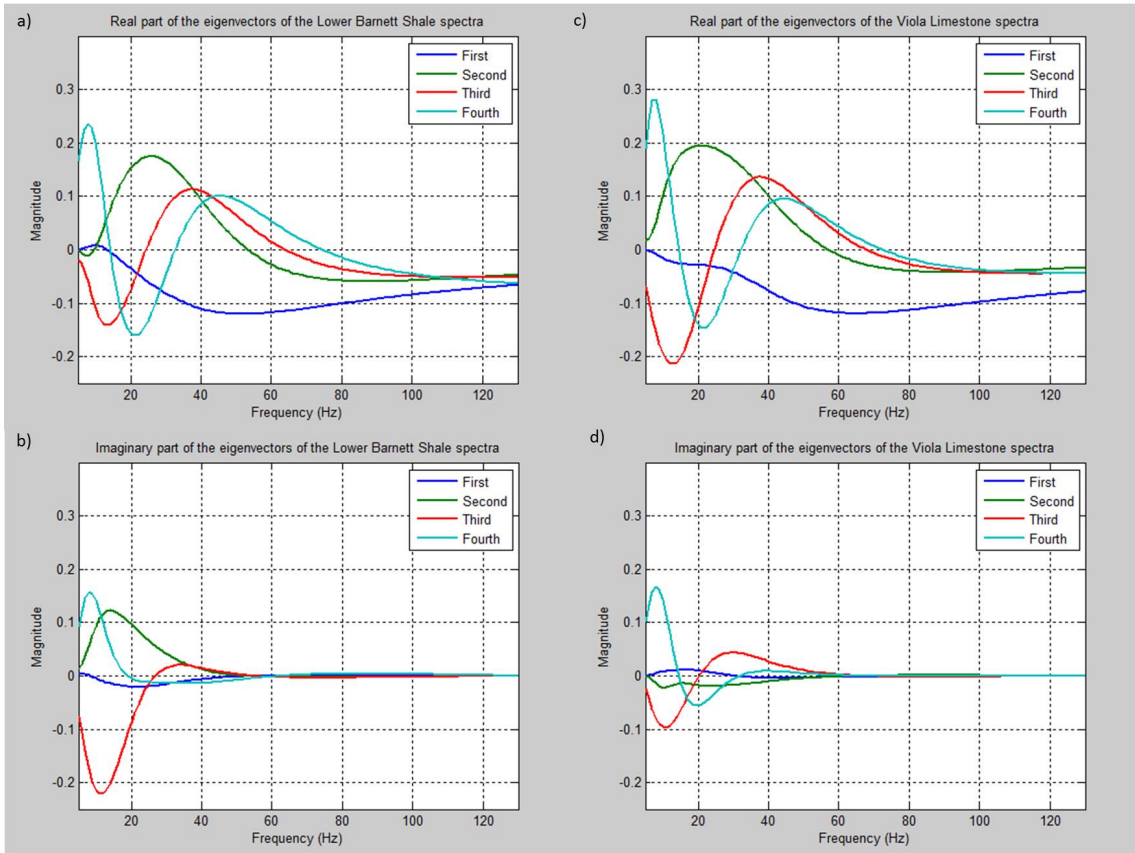 a)
Real part of the eigenvectors of the Lower Barnett Shale spectra
First
Second
Third
Fourth
0.3
0.2
0.1
0
-0.1
-0.2
Magnitude
20 40 60 80 100 120
Frequency (Hz)
c)
Real part of the eigenvectors of the Viola Limestone spectra
First
Second
Third
Fourth
0.3
0.2
0.1
0
-0.1
-0.2
Magnitude
20 40 60 80 100 120
Frequency (Hz)
b)
Imaginary part of the eigenvectors of the Lower Barnett Shale spectra
First
Second
Third
Fourth
0.3
0.2
0.1
0
-0.1
-0.2
Magnitude
20 40 60 80 100 120
Frequency (Hz)
d)
Imaginary part of the eigenvectors of the Viola Limestone spectra
First
Second
Third
Fourth
0.3
0.2
0.1
0
-0.1
-0.2
Magnitude
20 40 60 80 100 120
Frequency (Hz)